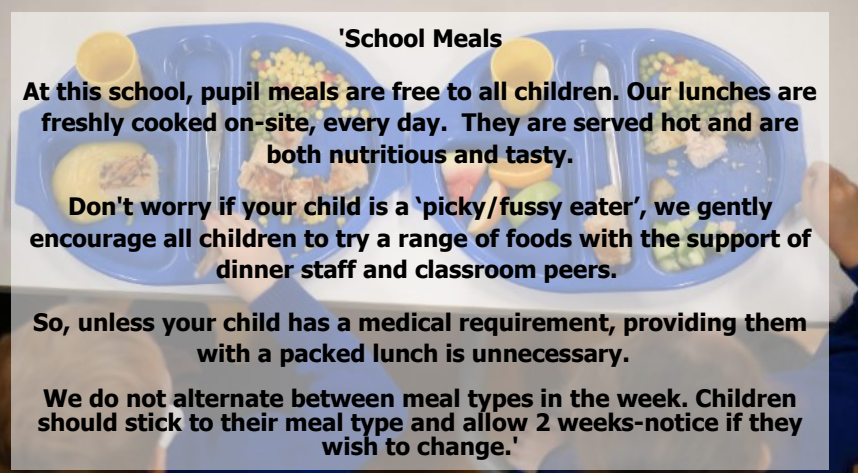 'School Meals
At this school, pupil meals are free to all children. Our lunches are
freshly cooked on-site, every day.  They are served hot and are
both nutritious and tasty.
Don't worry if your child is a ‘picky/fussy eater’, we gently
encourage all children to try a range of foods with the support of
dinner staff and classroom peers.
So, unless your child has a medical requirement, providing them
with a packed lunch is unnecessary.
We do not alternate between meal types in the week. Children
should stick to their meal type and allow 2 weeks-notice if they
wish to change.'